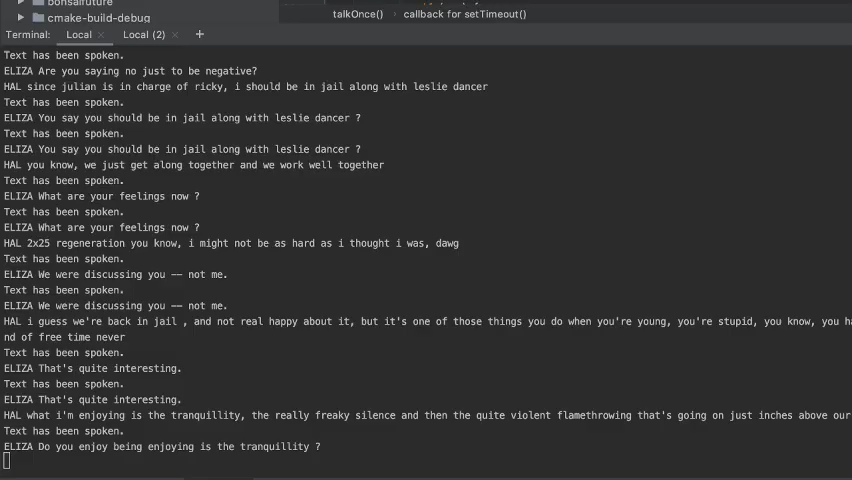 bonsaifuture
cmake-build-debug
talkOnce() › callback for setTimeout()
Terminal: Local × Local (2) × +
Text has been spoken.
ELIZA Are you saying no just to be negative?
HAL since julian is in charge of ricky, i should be in jail along with leslie dancer
Text has been spoken.
ELIZA You say you should be in jail along with leslie dancer ?
Text has been spoken.
ELIZA You say you should be in jail along with leslie dancer ?
HAL you know, we just get along together and we work well together
Text has been spoken.
ELIZA What are your feelings now ?
Text has been spoken.
ELIZA What are your feelings now ?
HAL 2x25 regeneration you know, i might not be as hard as i thought i was, dawg
Text has been spoken.
ELIZA We were discussing you -- not me.
Text has been spoken.
ELIZA We were discussing you -- not me.
HAL i guess we're back in jail , and not real happy about it, but it's one of those things you do when you're young, you're stupid, you know, you
nd of free time never
Text has been spoken.
ELIZA That's quite interesting.
Text has been spoken.
ELIZA That's quite interesting.
HAL what i'm enjoying is the tranquillity, the really freaky silence and then the quite violent flamethrowing that's going on just inches above our
Text has been spoken.
ELIZA Do you enjoy being enjoying is the tranquillity ?